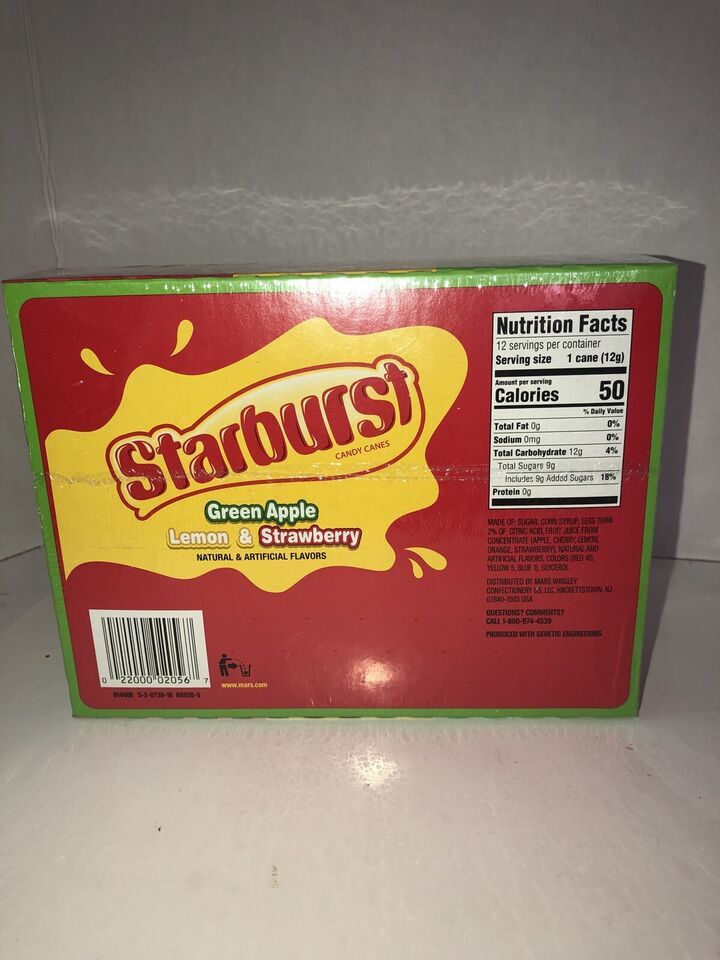 Starburst
CANDY CANES
Green Apple
Lemon & Strawberry
NATURAL & ARTIFICIAL FLAVORS
0 22000 02056 7
www.mars.com
Nutrition Facts
12 servings per container
Serving size 1 cane (12g)
Amount per serving
Calories 50
% Daily Value
Total Fat 0g 0%
Sodium 0mg 0%
Total Carbohydrate 12g 4%
Total Sugars 9g
Includes 9g Added Sugars 18%
Protein 0g
MADE OF: SUGAR, CORN SYRUP; LESS THAN
2% OF: CITRIC ACID, FRUIT JUICE FROM
CONCENTRATE (APPLE, CHERRY, LEMON,
ORANGE, STRAWBERRY), NATURAL AND
ARTIFICIAL FLAVORS, COLORS (RED 40,
YELLOW 5, BLUE 1), GLYCEROL.
DISTRIBUTED BY MARS WRIGLEY
CONFECTIONERY US, LLC, HACKETTSTOWN, NJ
07840-1503 USA
QUESTIONS? COMMENTS?
CALL 1-800-974-4539
PRODUCED WITH GENETIC ENGINEERING